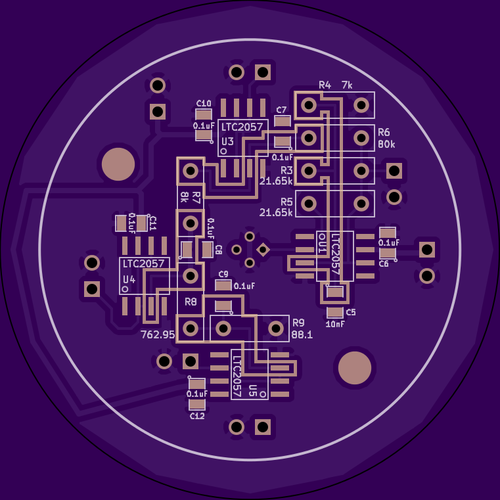 R4 7k
C10
C7
0.1uF
LTC2057
U3
R6
80k
0.1uF
R3
21.65k
R7
8k
R5
21.65k
C11
0.1uF
0.1uF
C8
U1
LTC2057
0.1uF
C6
LTC2057
U4
C9
0.1uF
R8
C5
10nF
762.95
R9
88.1
LTC2057
U5
0.1uF
C12